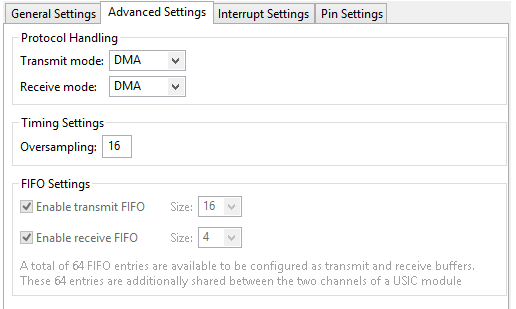 General Settings Advanced Settings Interrupt Settings Pin Settings
Protocol Handling
Transmit mode: DMA
Receive mode: DMA
Timing Settings
Oversampling: 16
FIFO Settings
Enable transmit FIFO Size: 16
Enable receive FIFO Size: 4
A total of 64 FIFO entries are available to be configured as transmit and receive buffers.
These 64 entries are additionally shared between the two channels of a USIC module